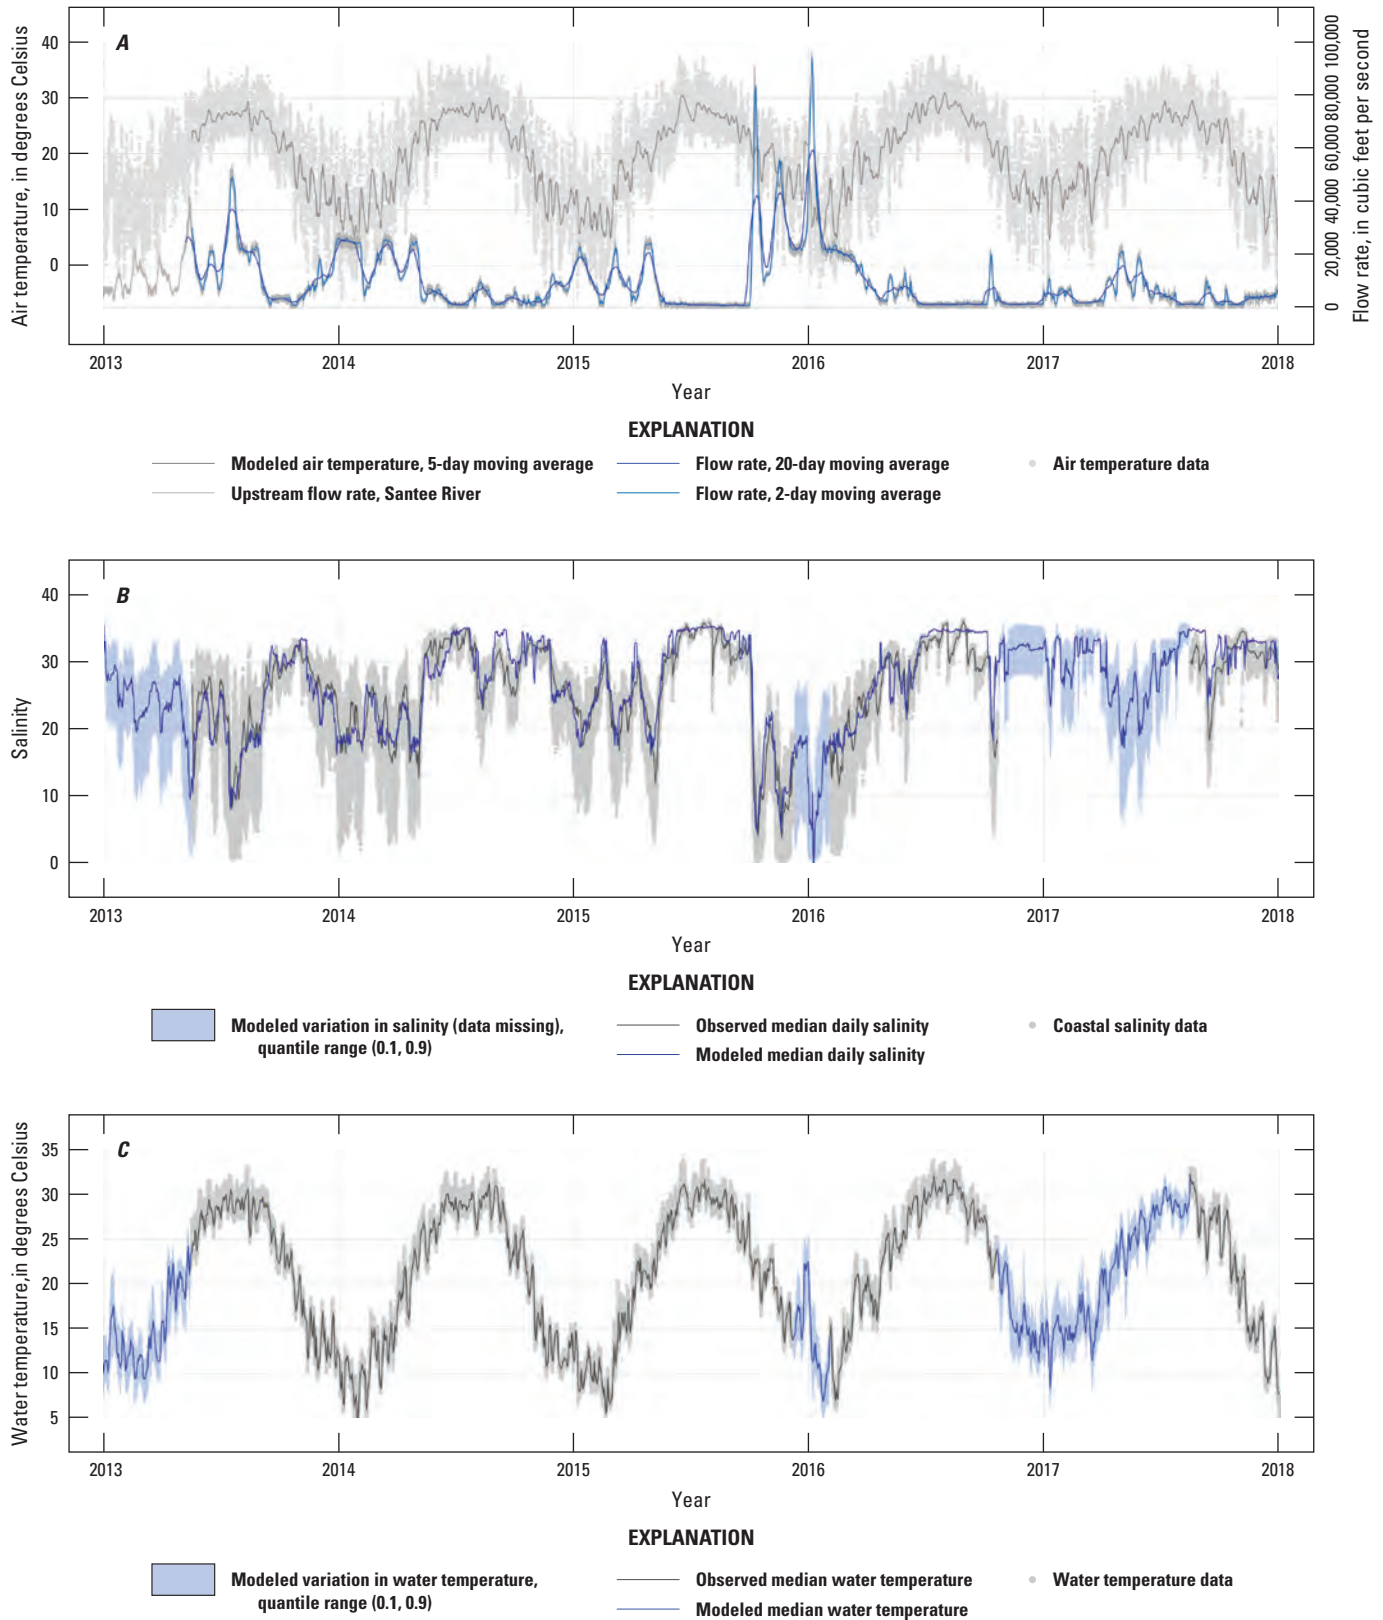 A
40
30
20
10
0
Air temperature, in degrees Celsius
0 20,000 40,000 60,000 80,000 100,000
Flow rate, in cubic feet per second
2013 2014 2015 2016 2017 2018
Year
EXPLANATION
Modeled air temperature, 5-day moving average
Upstream flow rate, Santee River
Flow rate, 20-day moving average
Flow rate, 2-day moving average
Air temperature data
B
40
30
20
10
0
Salinity
2013 2014 2015 2016 2017 2018
Year
EXPLANATION
Modeled variation in salinity (data missing),
quantile range (0.1, 0.9)
Observed median daily salinity
Modeled median daily salinity
Coastal salinity data
C
35
30
25
20
15
10
5
Water temperature,in degrees Celsius
2013 2014 2015 2016 2017 2018
Year
EXPLANATION
Modeled variation in water temperature,
quantile range (0.1, 0.9)
Observed median water temperature
Modeled median water temperature
Water temperature data